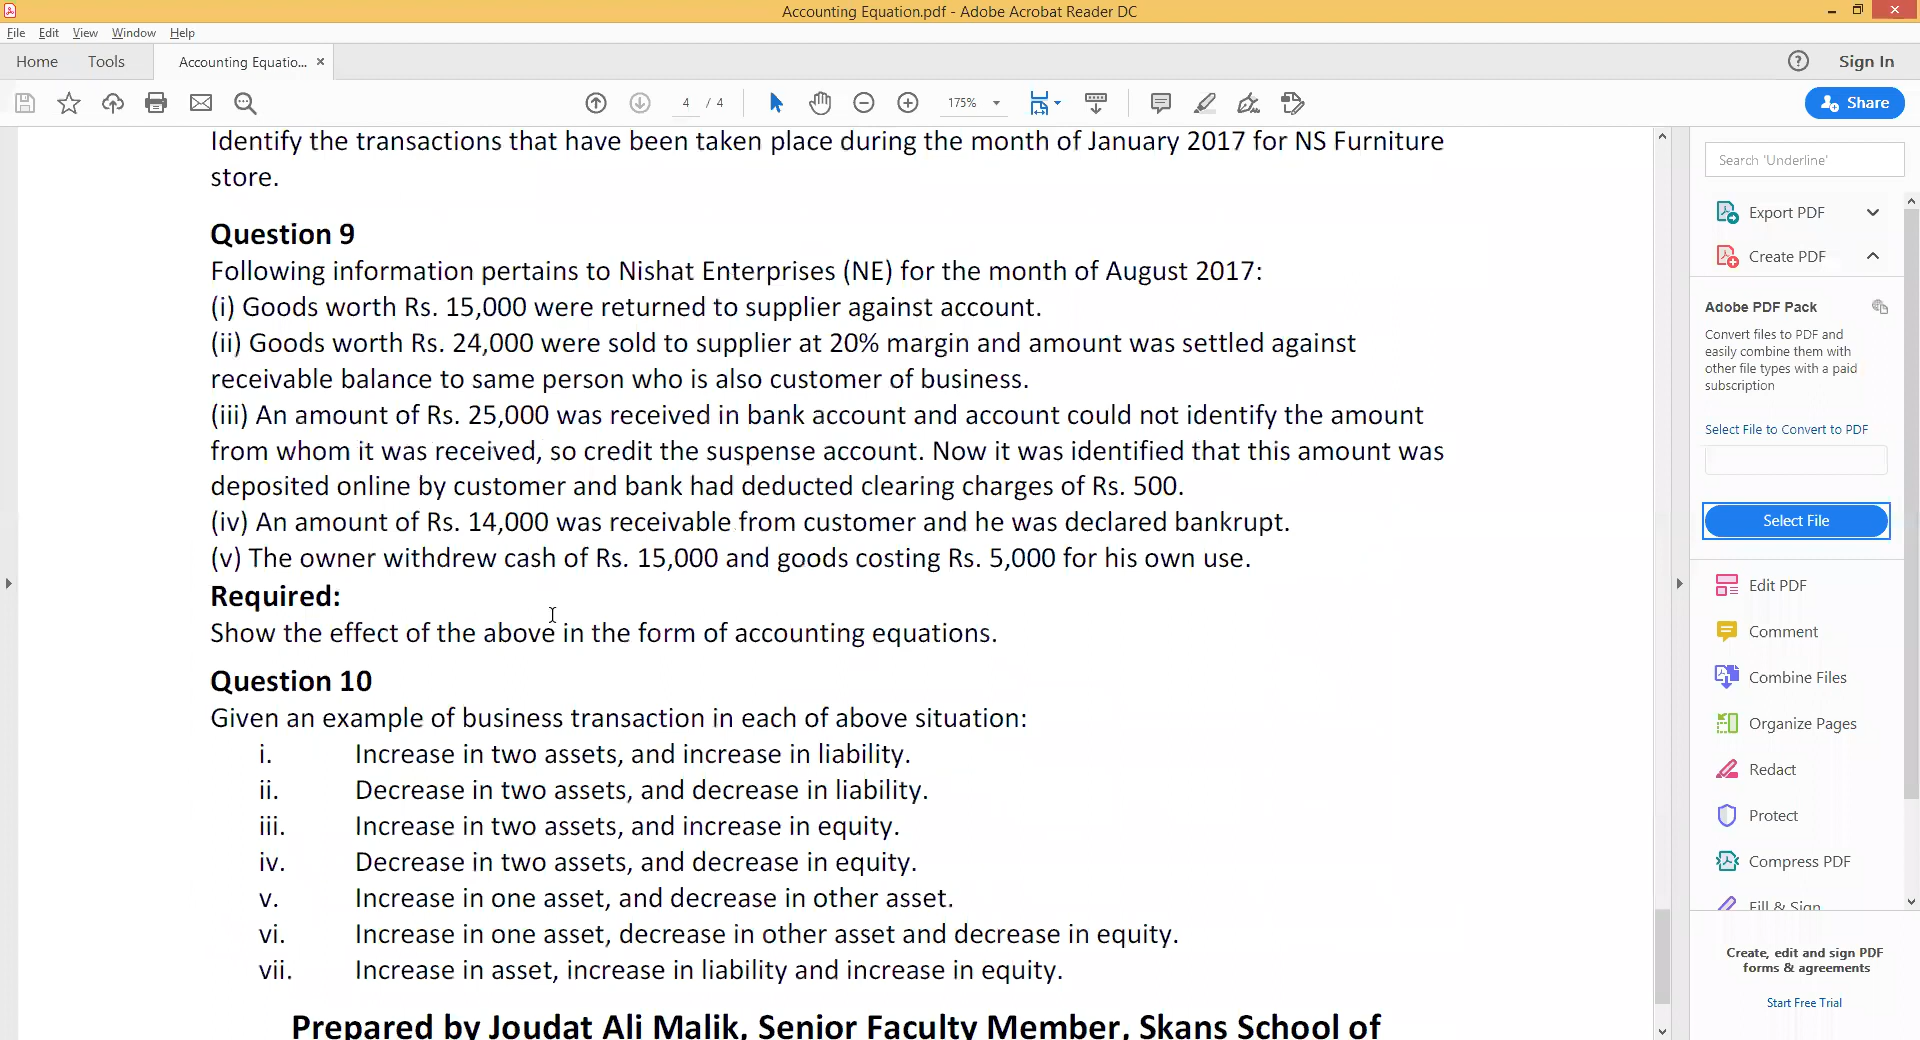 Accounting Equation.pdf - Adobe Acrobat Reader DC
File Edit View Window Help
Home Tools Accounting Equatio... × Sign In
4 / 4 175% Share
Identify the transactions that have been taken place during the month of January 2017 for NS Furniture
store.
Question 9
Following information pertains to Nishat Enterprises (NE) for the month of August 2017:
(i) Goods worth Rs. 15,000 were returned to supplier against account.
(ii) Goods worth Rs. 24,000 were sold to supplier at 20% margin and amount was settled against
receivable balance to same person who is also customer of business.
(iii) An amount of Rs. 25,000 was received in bank account and account could not identify the amount
from whom it was received, so credit the suspense account. Now it was identified that this amount was
deposited online by customer and bank had deducted clearing charges of Rs. 500.
(iv) An amount of Rs. 14,000 was receivable from customer and he was declared bankrupt.
(v) The owner withdrew cash of Rs. 15,000 and goods costing Rs. 5,000 for his own use.
Required:
Show the effect of the above in the form of accounting equations.
Question 10
Given an example of business transaction in each of above situation:
i. Increase in two assets, and increase in liability.
ii. Decrease in two assets, and decrease in liability.
iii. Increase in two assets, and increase in equity.
iv. Decrease in two assets, and decrease in equity.
v. Increase in one asset, and decrease in other asset.
vi. Increase in one asset, decrease in other asset and decrease in equity.
vii. Increase in asset, increase in liability and increase in equity.
Prepared by Joudat Ali Malik, Senior Faculty Member, Skans School of
Search 'Underline'
Export PDF
Create PDF
Adobe PDF Pack
Convert files to PDF and
easily combine them with
other file types with a paid
subscription
Select File to Convert to PDF
Select File
Edit PDF
Comment
Combine Files
Organize Pages
Redact
Protect
Compress PDF
Fill & Sign
Create, edit and sign PDF
forms & agreements
Start Free Trial